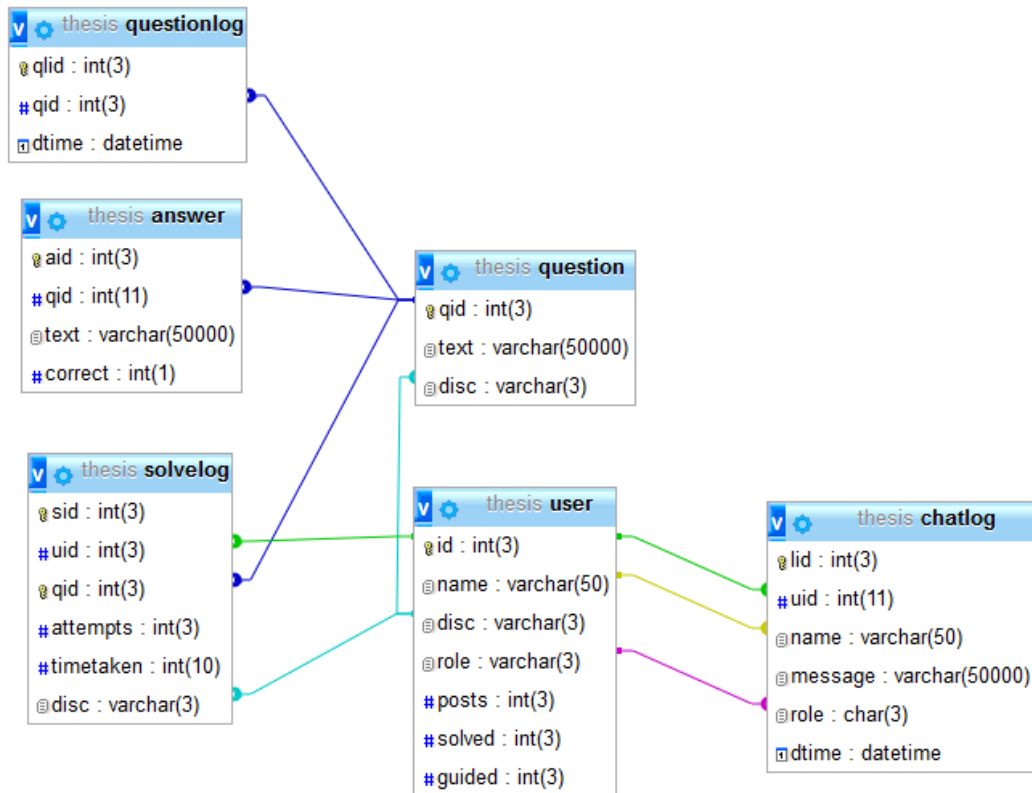 thesis questionlog
qlid : int(3)
#qid : int(3)
dtime : datetime
thesis answer
aid : int(3)
#qid : int(11)
text : varchar(50000)
#correct : int(1)
thesis question
qid : int(3)
text : varchar(50000)
disc : varchar(3)
thesis solvelog
sid : int(3)
#uid : int(3)
qid : int(3)
#attempts : int(3)
#timetaken : int(10)
disc : varchar(3)
thesis user
id : int(3)
name : varchar(50)
disc : varchar(3)
role : varchar(3)
#posts : int(3)
#solved : int(3)
#guided : int(3)
thesis chatlog
lid : int(3)
#uid : int(11)
name : varchar(50)
message : varchar(50000)
role : char(3)
dtime : datetime